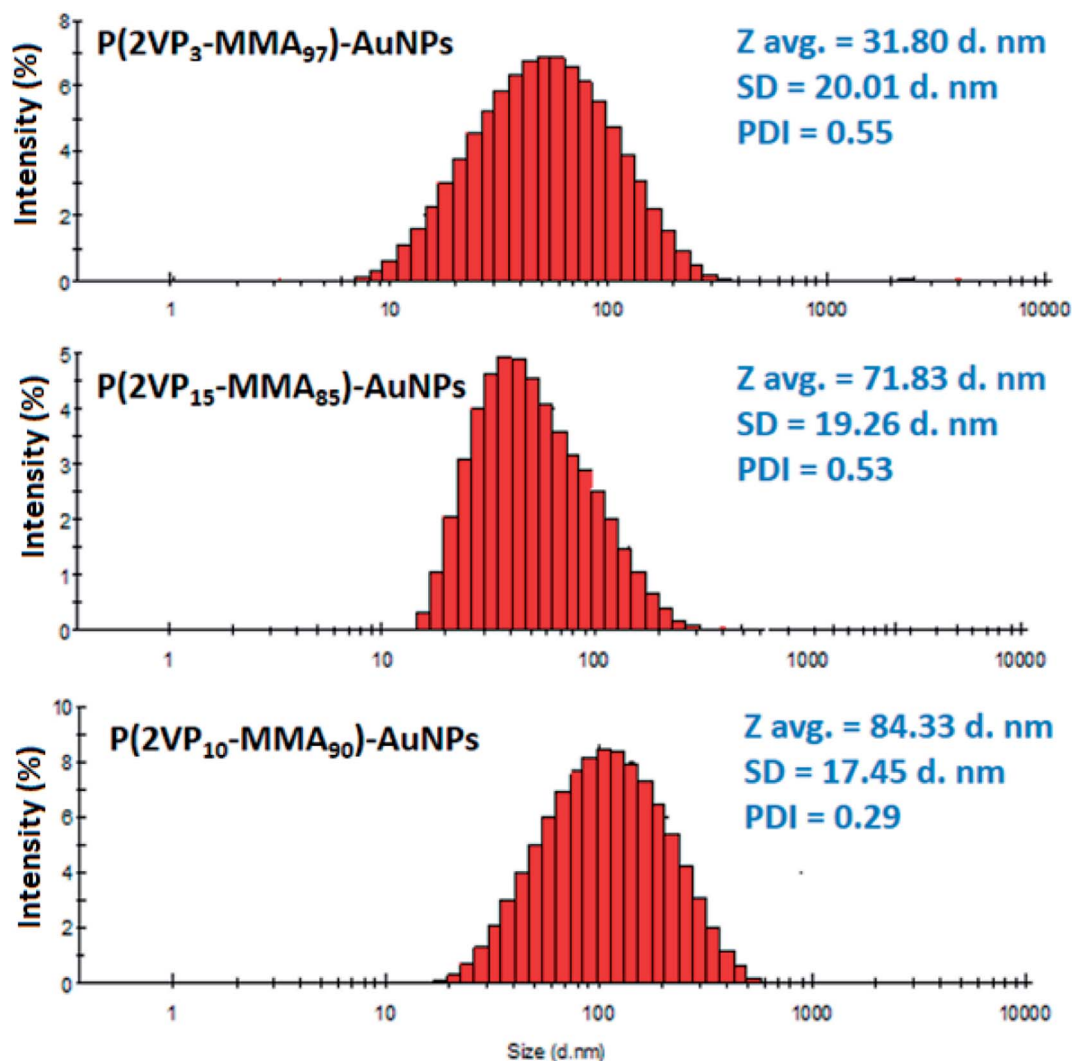 8
6
4
2
0
Intensity (%)
P(2VP₃-MMA₉₇)-AuNPs
Z avg. = 31.80 d. nm
SD = 20.01 d. nm
PDI = 0.55
1 10 100 1000 10000
5
4
3
2
1
0
Intensity (%)
P(2VP₁₅-MMA₈₅)-AuNPs
Z avg. = 71.83 d. nm
SD = 19.26 d. nm
PDI = 0.53
1 10 100 1000 10000
10
8
6
4
2
0
Intensity (%)
P(2VP₁₀-MMA₉₀)-AuNPs
Z avg. = 84.33 d. nm
SD = 17.45 d. nm
PDI = 0.29
1 10 100 1000 10000
Size (d.nm)